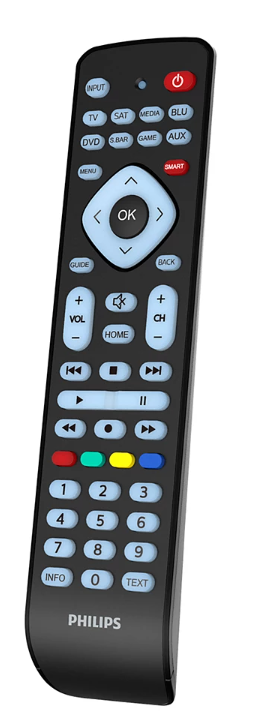 INPUT
TV SAT MEDIA BLU
DVD S.BAR GAME AUX
MENU SMART
OK
GUIDE BACK
+ +
VOL CH
HOME
- -
1 2 3
4 5 6
7 8 9
INFO 0 TEXT
PHILIPS